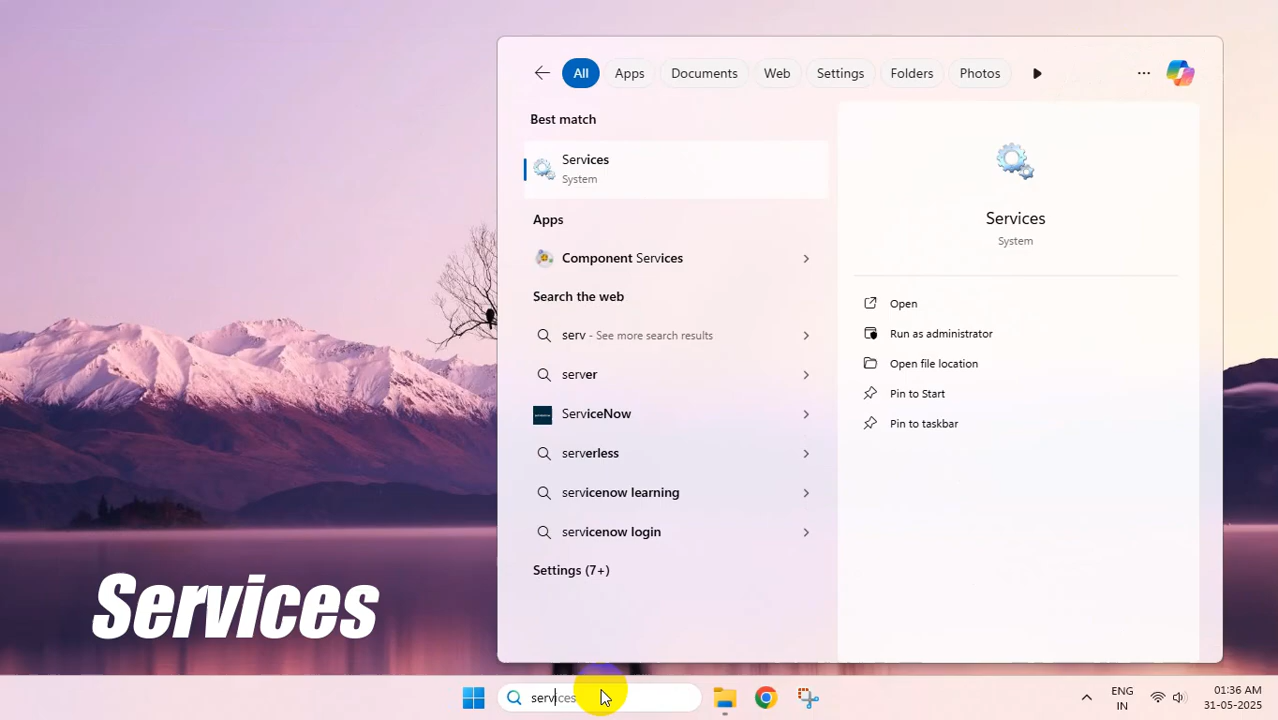 All
Apps
Documents
Web
Settings
Folders
Photos
Best match
Services
System
Apps
Component Services
Search the web
serv - See more search results
server
ServiceNow
serverless
servicenow learning
servicenow login
Settings (7+)
Services
System
Open
Run as administrator
Open file location
Pin to Start
Pin to taskbar
Services
services
ENG
IN
01:36 AM
31-05-2025